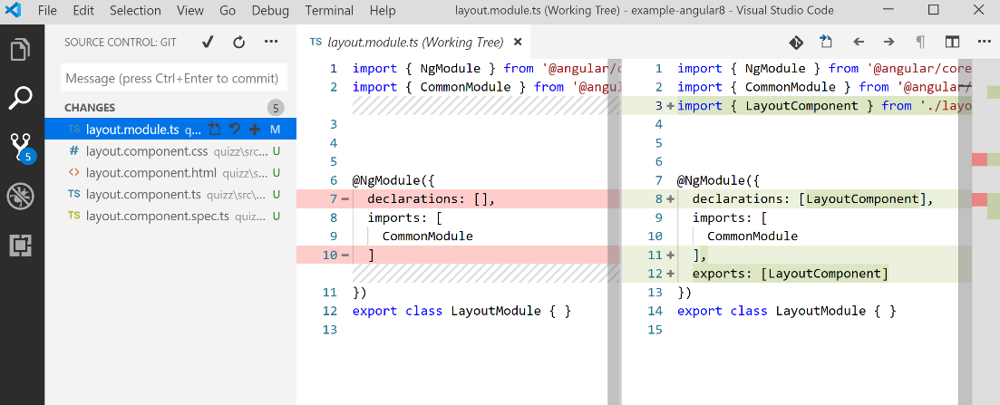 File Edit Selection View Go Debug Terminal Help layout.module.ts (Working Tree) - example-angular8 - Visual Studio Code
SOURCE CONTROL: GIT
Message (press Ctrl+Enter to commit)
CHANGES 5
TS layout.module.ts q... M
# layout.component.css quizz\src... U
<> layout.component.html quizz\s... U
TS layout.component.ts quizz\src\... U
TS layout.component.spec.ts quiz... U
5
TS layout.module.ts (Working Tree)
1 import { NgModule } from '@angular/c
2 import { CommonModule } from '@angu
3
4
5
6 @NgModule({
7 − declarations: [],
8 imports: [
9 CommonModule
10 − ]
11 })
12 export class LayoutModule { }
13
1 import { NgModule } from '@angular/core
2 import { CommonModule } from '@angular/
3 + import { LayoutComponent } from './layo
4
5
6
7 @NgModule({
8 + declarations: [LayoutComponent],
9 imports: [
10 CommonModule
11 + ],
12 + exports: [LayoutComponent]
13 })
14 export class LayoutModule { }
15